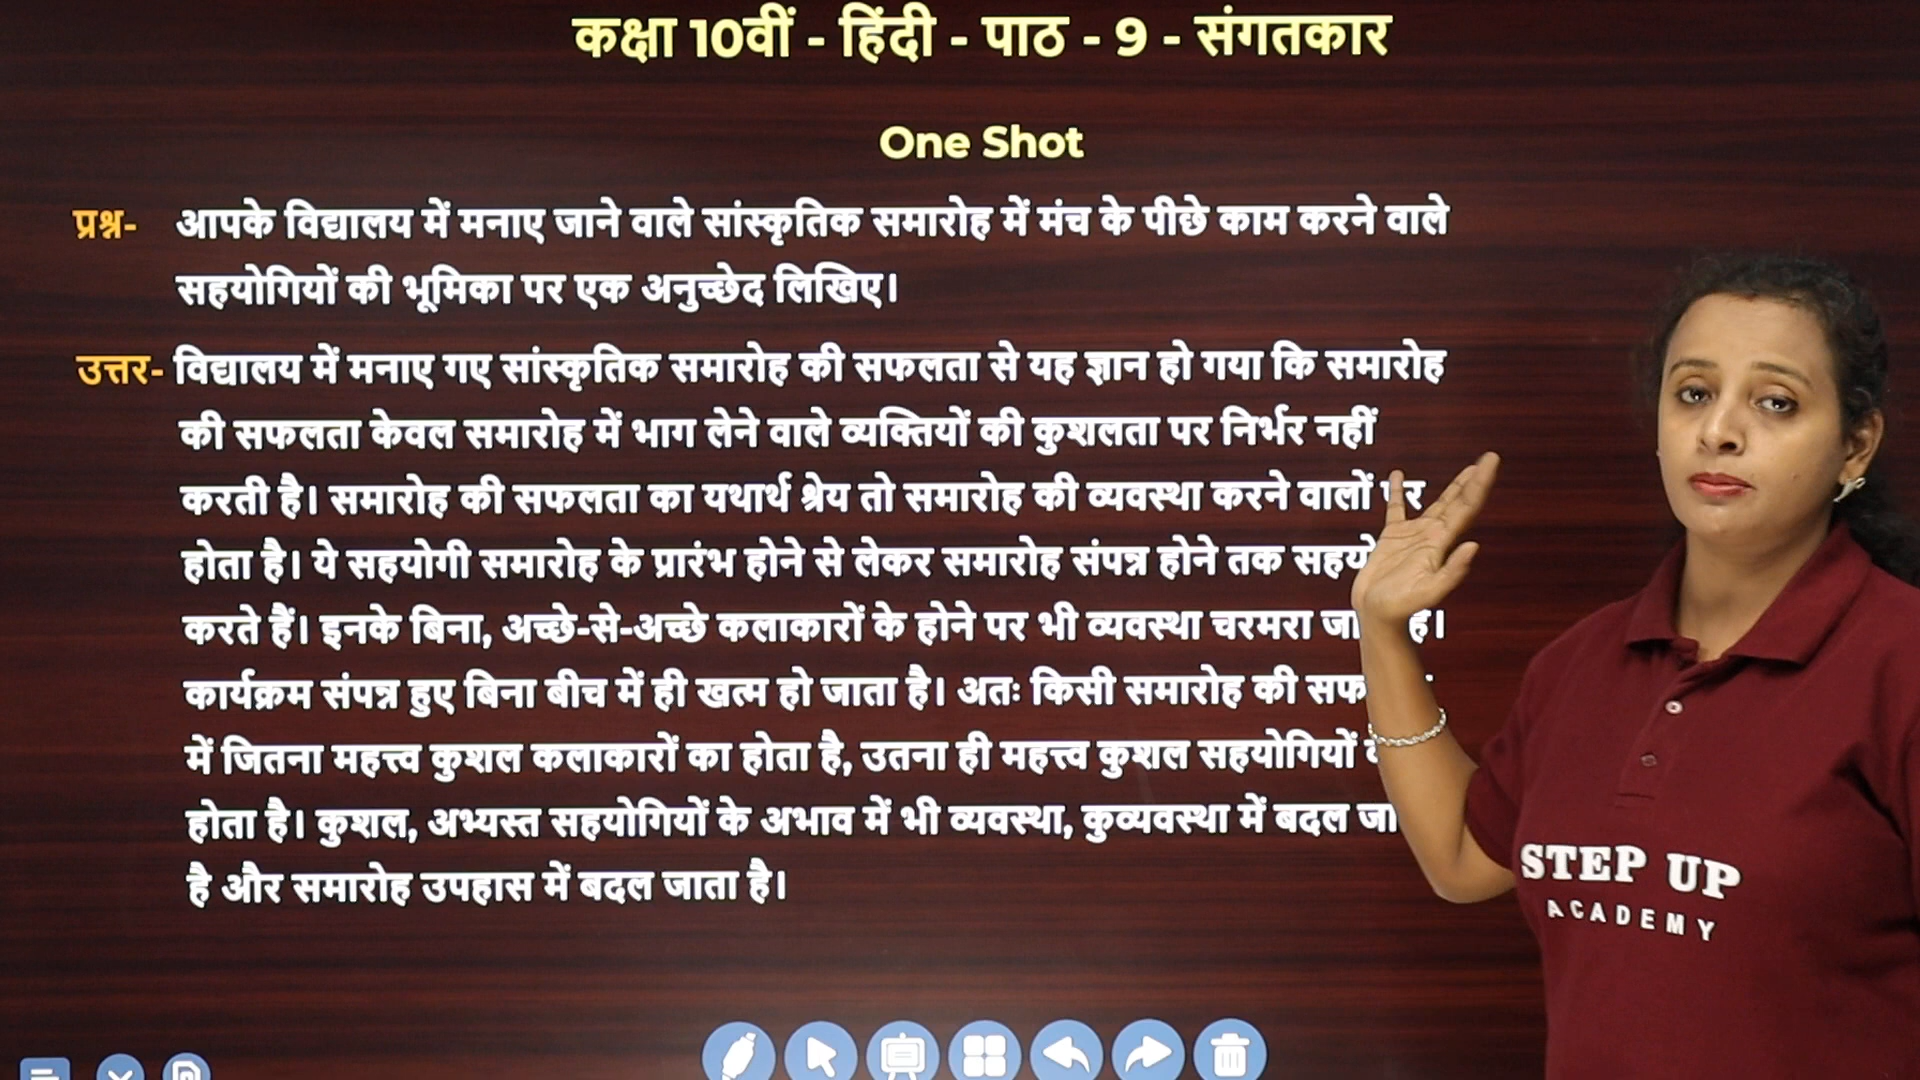 कक्षा 10वीं - हिंदी - पाठ - 9 - संगतकार
One Shot
प्रश्न- आपके विद्यालय में मनाए जाने वाले सांस्कृतिक समारोह में मंच के पीछे काम करने वाले
सहयोगियों की भूमिका पर एक अनुच्छेद लिखिए।
उत्तर- विद्यालय में मनाए गए सांस्कृतिक समारोह की सफलता से यह ज्ञान हो गया कि समारोह
की सफलता केवल समारोह में भाग लेने वाले व्यक्तियों की कुशलता पर निर्भर नहीं
करती है। समारोह की सफलता का यथार्थ श्रेय तो समारोह की व्यवस्था करने वालों पर
होता है। ये सहयोगी समारोह के प्रारंभ होने से लेकर समारोह संपन्न होने तक
करते हैं। इनके बिना, अच्छे-से-अच्छे कलाकारों के होने पर भी व्यवस्था चरमरा है।
कार्यक्रम संपन्न हुए बिना बीच में ही खत्म हो जाता है। अतः किसी समारोह की
में जितना महत्त्व कुशल कलाकारों का होता है, उतना ही महत्त्व कुशल सहयोगियों
होता है। कुशल, अभ्यस्त सहयोगियों के अभाव में भी व्यवस्था, कुव्यवस्था में बदल
है और समारोह उपहास में बदल जाता है।
STEP UP
ACADEMY